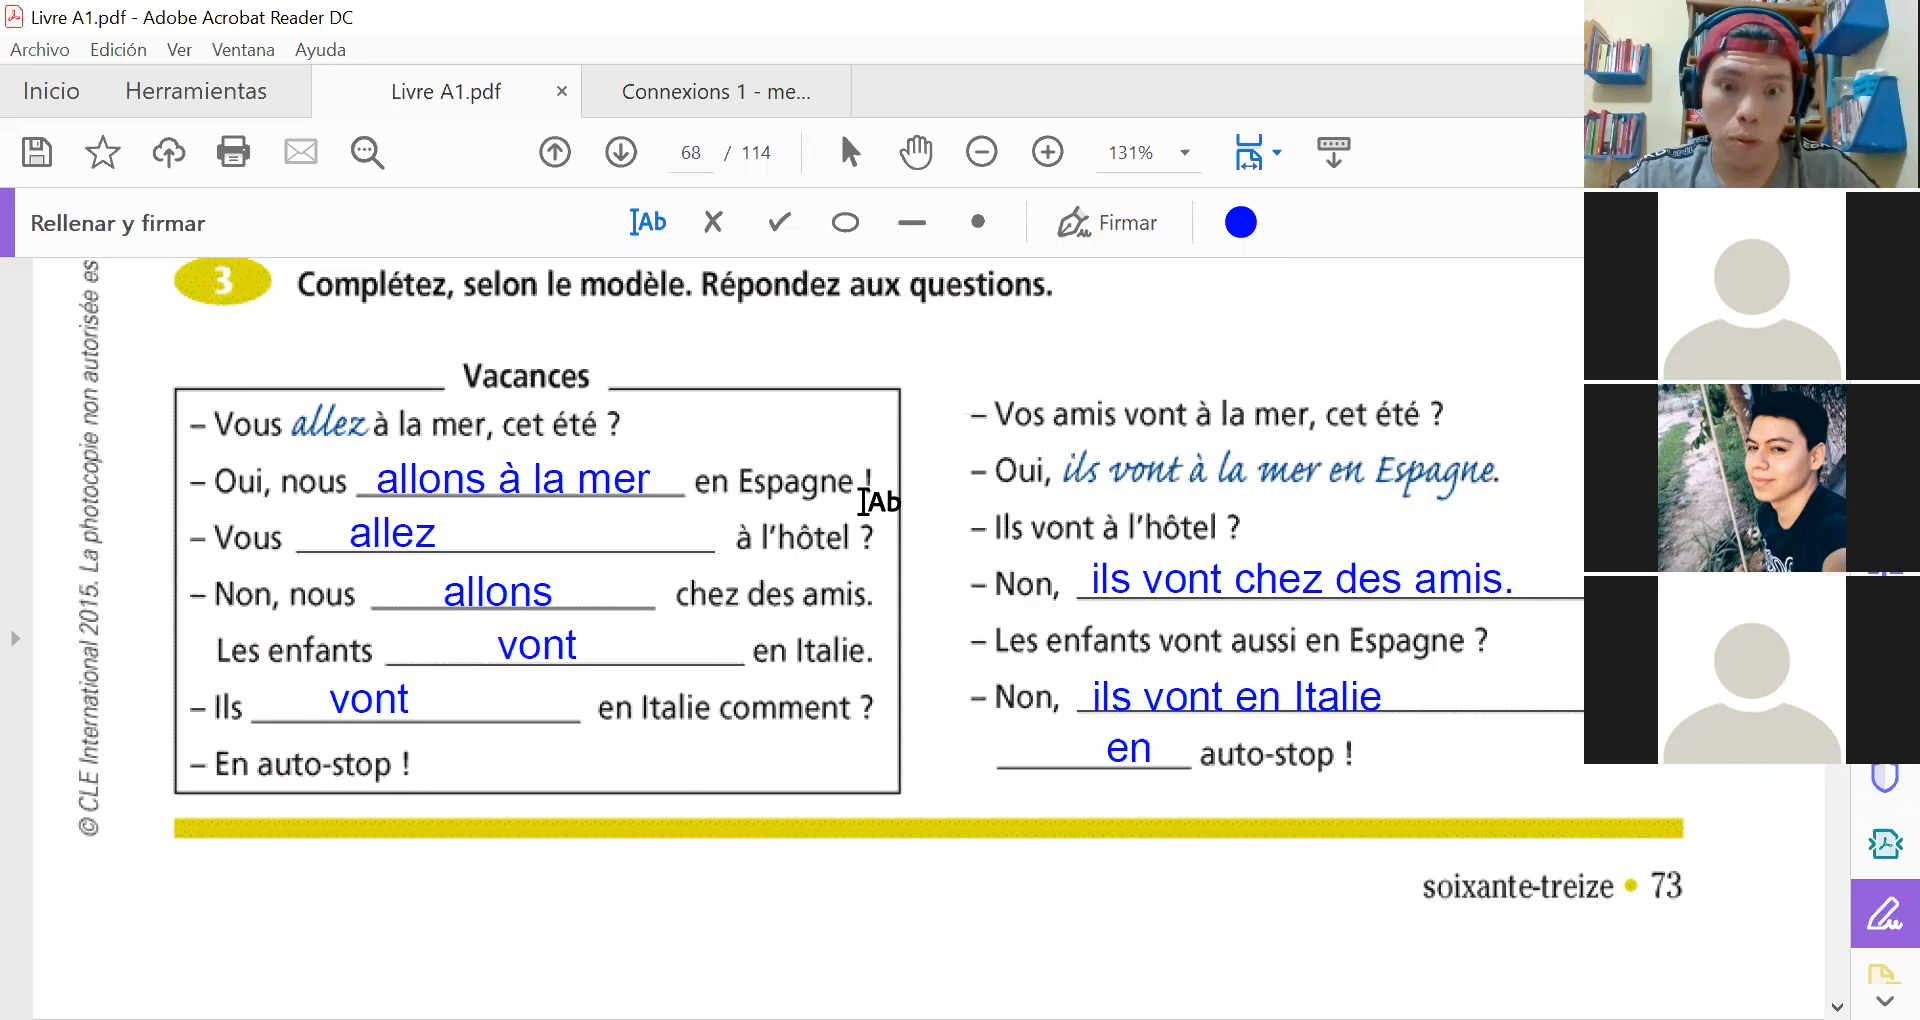 Livre A1.pdf - Adobe Acrobat Reader DC
Archivo Edición Ver Ventana Ayuda
Inicio Herramientas Livre A1.pdf × Connexions 1 - me...
68 / 114 131%
Rellenar y firmar Ab Firmar
© CLE International 2015. La photocopie non autorisée es
3 Complétez, selon le modèle. Répondez aux questions.
Vacances
– Vous allez à la mer, cet été ?
– Oui, nous allons à la mer en Espagne !
Ab
– Vous allez à l'hôtel ?
– Non, nous allons chez des amis.
Les enfants vont en Italie.
– Ils vont en Italie comment ?
– En auto-stop !
– Vos amis vont à la mer, cet été ?
– Oui, ils vont à la mer en Espagne.
– Ils vont à l'hôtel ?
– Non, ils vont chez des amis.
– Les enfants vont aussi en Espagne ?
– Non, ils vont en Italie
en auto-stop !
soixante-treize • 73